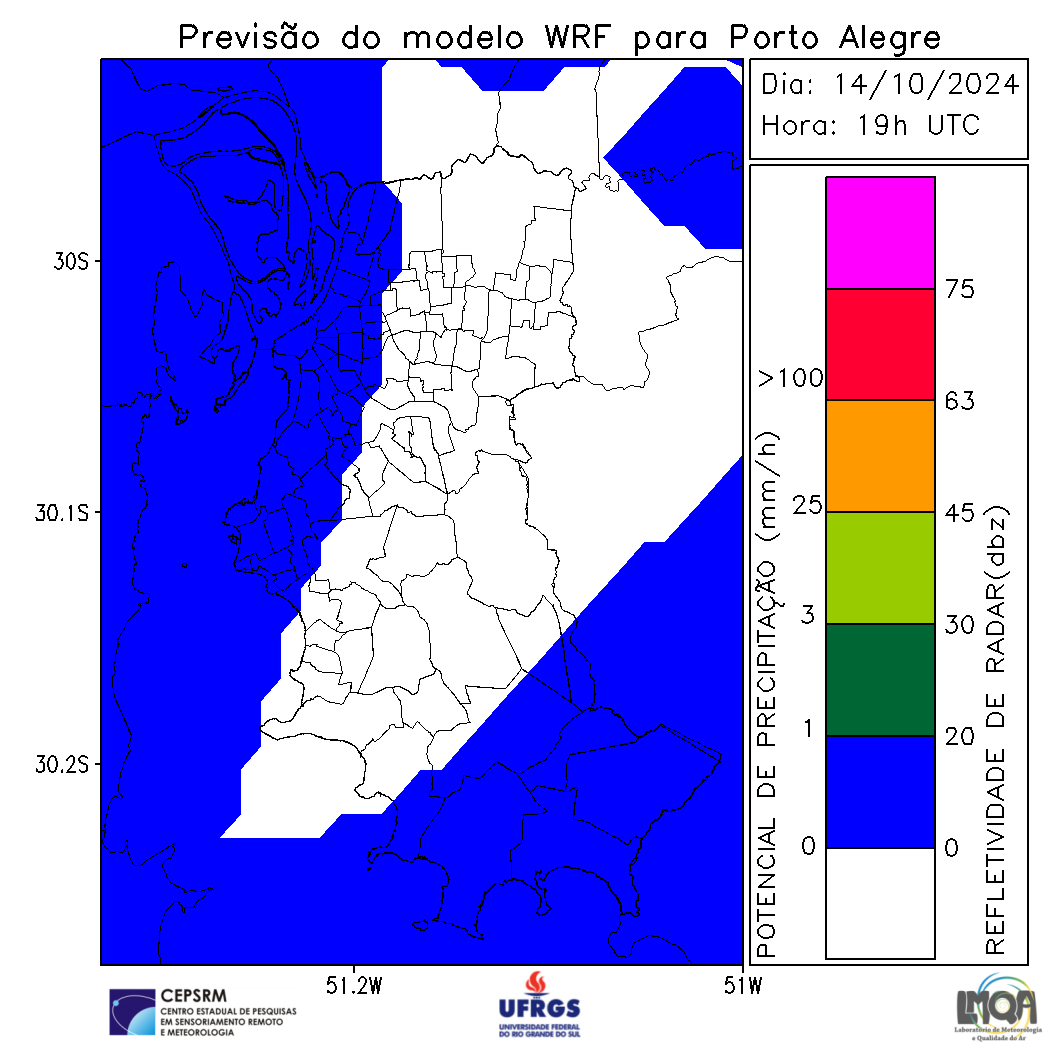 Previsão do modelo WRF para Porto Alegre
Dia: 14/10/2024
Hora: 19h UTC
30S
30.1S
30.2S
51.2W
51W
POTENCIAL DE PRECIPITAÇÃO (mm/h)
>100
25
3
1
0
75
63
45
30
20
0
REFLETIVIDADE DE RADAR(dbz)
CEPSRM
CENTRO ESTADUAL DE PESQUISAS
EM SENSORIAMENTO REMOTO
E METEOROLOGIA
UFRGS
UNIVERSIDADE FEDERAL
DO RIO GRANDE DO SUL
LMQA
Laboratório de Meteorologia
e Qualidade do Ar